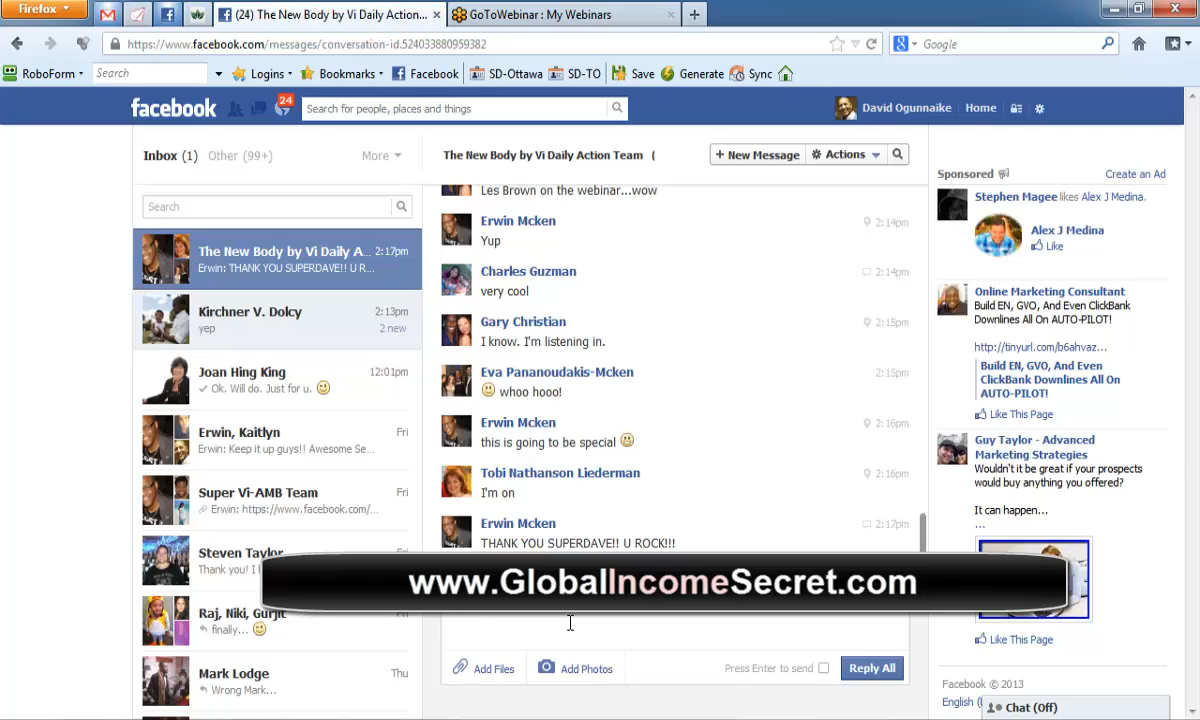 Firefox
(24) The New Body by Vi Daily Action...
GoToWebinar : My Webinars
https://www.facebook.com/messages/conversation-id.524033880959382
Google
RoboForm
Search
Logins
Bookmarks
Facebook
SD-Ottawa
SD-TO
Save
Generate
Sync
facebook
24
Search for people, places and things
David Ogunnaike
Home
Inbox (1)
Other (99+)
More
Search
The New Body by Vi Daily A...
2:17pm
Erwin: THANK YOU SUPERDAVE!! U R...
Kirchner V. Dolcy
2:13pm
yep
2 new
Joan Hing King
12:01pm
Ok. Will do. Just for u.
Erwin, Kaitlyn
Fri
Erwin: Keep it up guys!! Awesome Se...
Super Vi-AMB Team
Fri
Erwin: https://www.facebook.com/...
Steven Taylor
Fri
Thank you! I
Raj, Niki, Gurjit
finally...
Mark Lodge
Thu
Wrong Mark...
The New Body by Vi Daily Action Team (
+ New Message
Actions
Les Brown on the webinar...wow
Erwin Mcken
2:14pm
Yup
Charles Guzman
2:14pm
very cool
Gary Christian
2:15pm
I know. I'm listening in.
Eva Pananoudakis-Mcken
2:15pm
whoo hooo!
Erwin Mcken
2:16pm
this is going to be special
Tobi Nathanson Liederman
2:16pm
I'm on
Erwin Mcken
2:17pm
THANK YOU SUPERDAVE!! U ROCK!!!
www.GlobalIncomeSecret.com
Add Files
Add Photos
Press Enter to send
Reply All
Sponsored
Create an Ad
Stephen Magee likes Alex J Medina.
Alex J Medina
Like
Online Marketing Consultant
Build EN, GVO, And Even ClickBank
Downlines All On AUTO-PILOT!
http://tinyurl.com/b6ahvaz...
Build EN, GVO, And Even
ClickBank Downlines All On
AUTO-PILOT!
Like This Page
Guy Taylor - Advanced
Marketing Strategies
Wouldn't it be great if your prospects
would buy anything you offered?
It can happen...
...
Like This Page
Facebook © 2013
English (
Chat (Off)